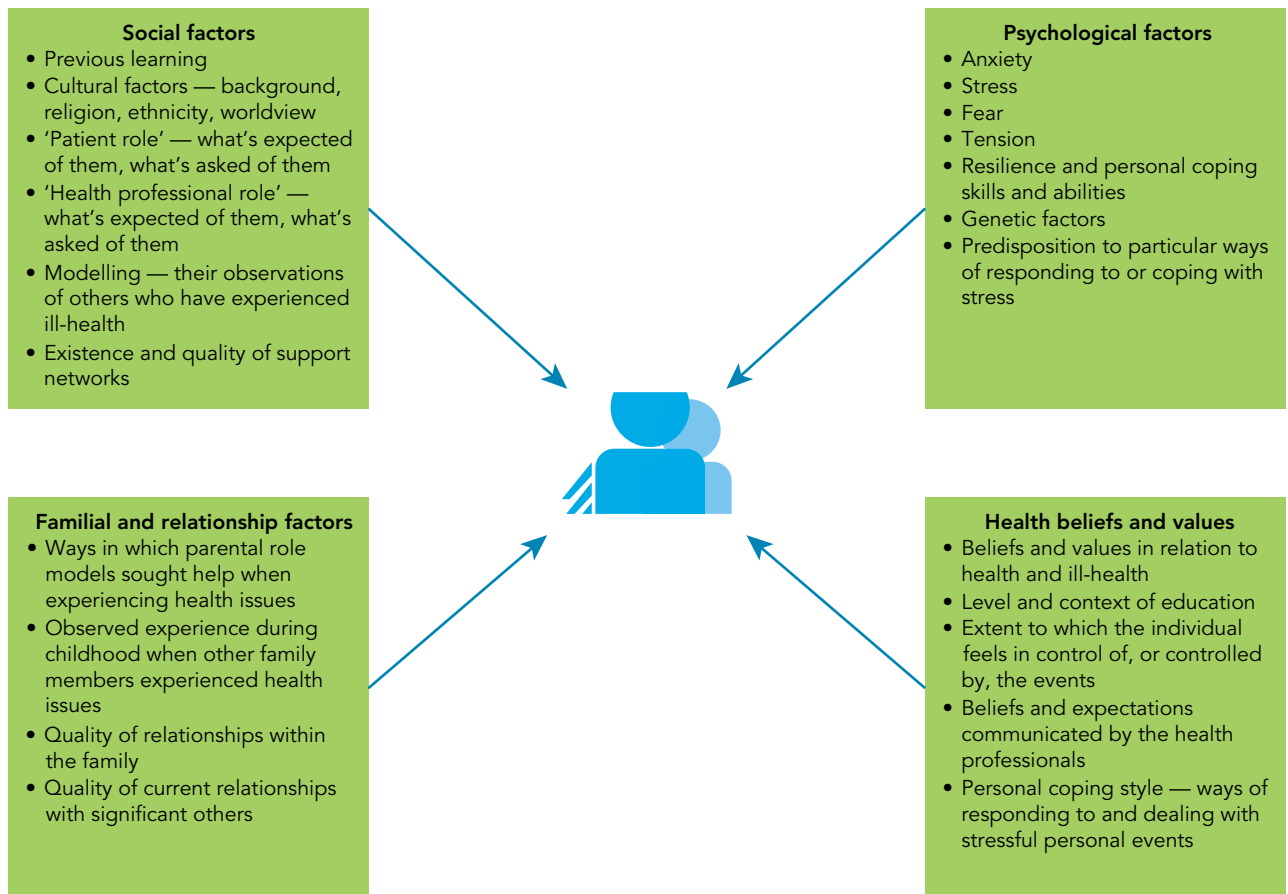 Social factors
• Previous learning
• Cultural factors — background,
religion, ethnicity, worldview
• ‘Patient role’ — what’s expected
of them, what’s asked of them
• ‘Health professional role’ —
what’s expected of them, what’s
asked of them
• Modelling — their observations
of others who have experienced
ill-health
• Existence and quality of support
networks
Psychological factors
• Anxiety
• Stress
• Fear
• Tension
• Resilience and personal coping
skills and abilities
• Genetic factors
• Predisposition to particular ways
of responding to or coping with
stress
Familial and relationship factors
• Ways in which parental role
models sought help when
experiencing health issues
• Observed experience during
childhood when other family
members experienced health
issues
• Quality of relationships within
the family
• Quality of current relationships
with significant others
Health beliefs and values
• Beliefs and values in relation to
health and ill-health
• Level and context of education
• Extent to which the individual
feels in control of, or controlled
by, the events
• Beliefs and expectations
communicated by the health
professionals
• Personal coping style — ways of
responding to and dealing with
stressful personal events